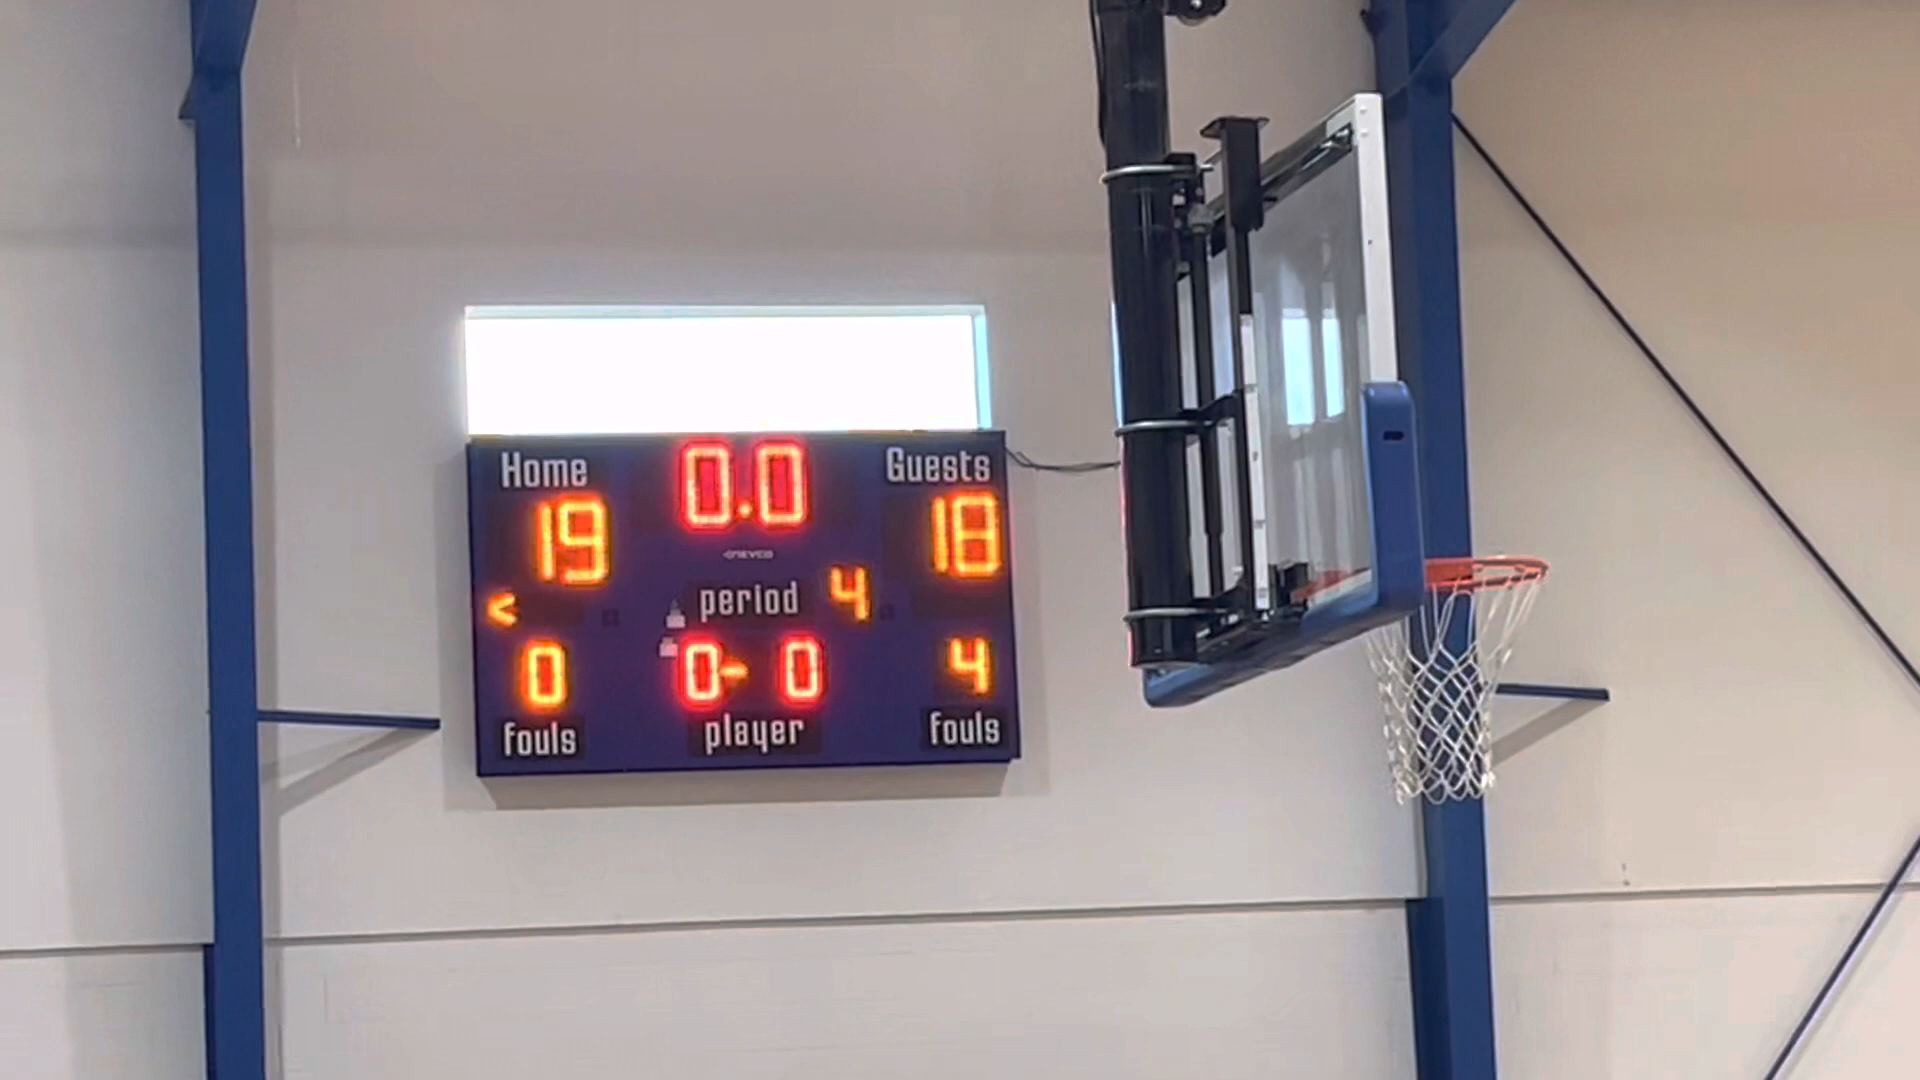 Home 0.0 Guests
19 18
period 4
<
0 0- 0 4
fouls player fouls